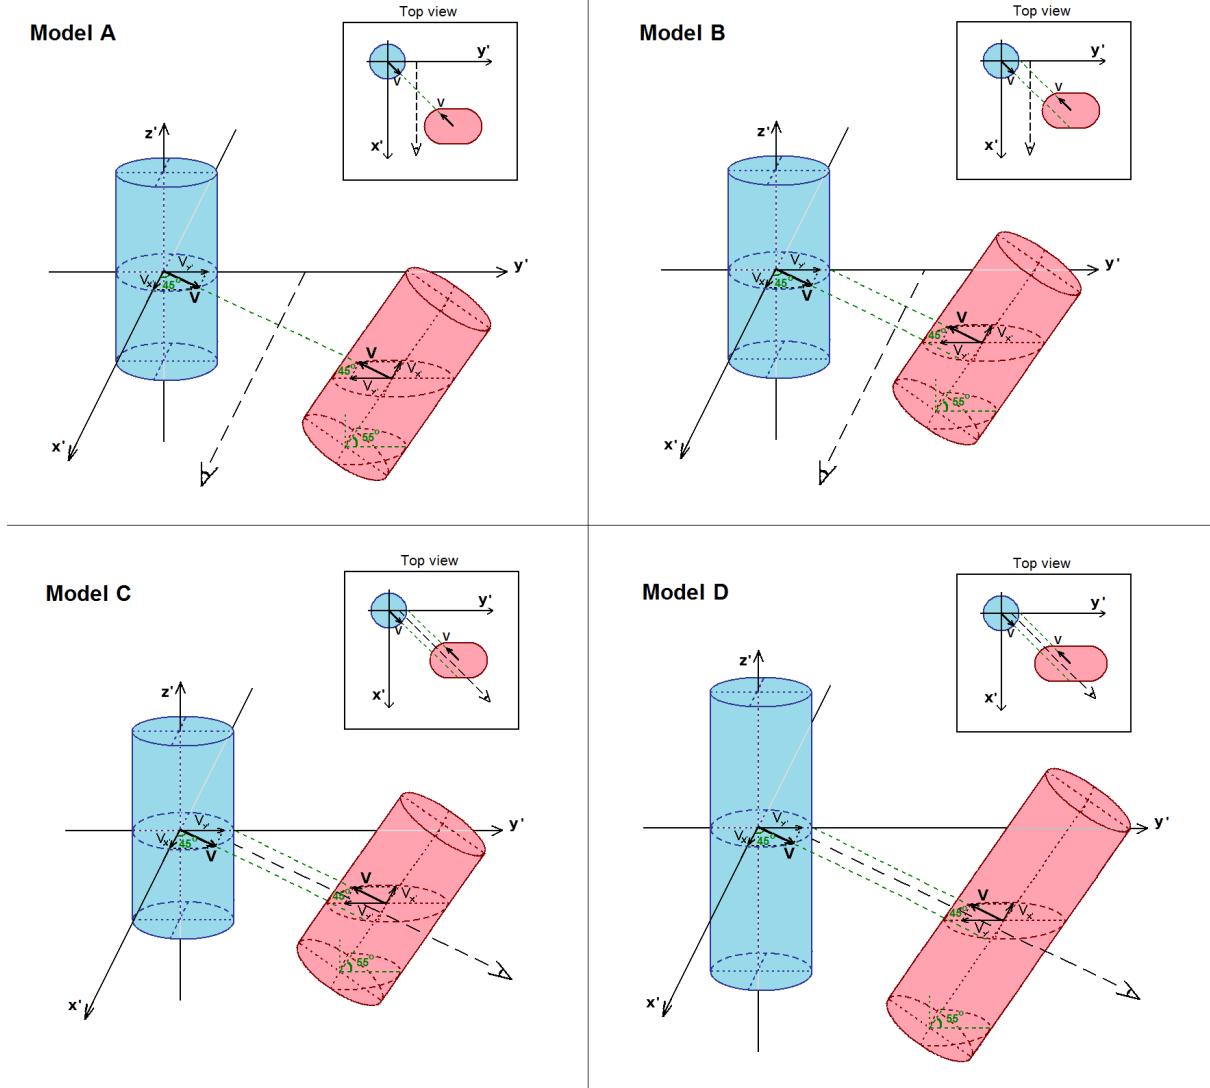 Model A
Top view
y'
V
V
x'
z'
y'
Vy'
Vx'
45°
V
V
45°
Vy'
Vx'
55°
x'
Model B
Top view
y'
V
V
x'
z'
y'
Vy'
Vx'
45°
V
V
45°
Vy'
Vx'
55°
x'
Model C
Top view
y'
V
V
x'
z'
y'
Vy'
Vx'
45°
V
V
45°
Vy'
Vx'
55°
x'
Model D
Top view
y'
V
V
x'
z'
y'
Vy'
Vx'
45°
V
V
45°
Vy'
Vx'
55°
x'